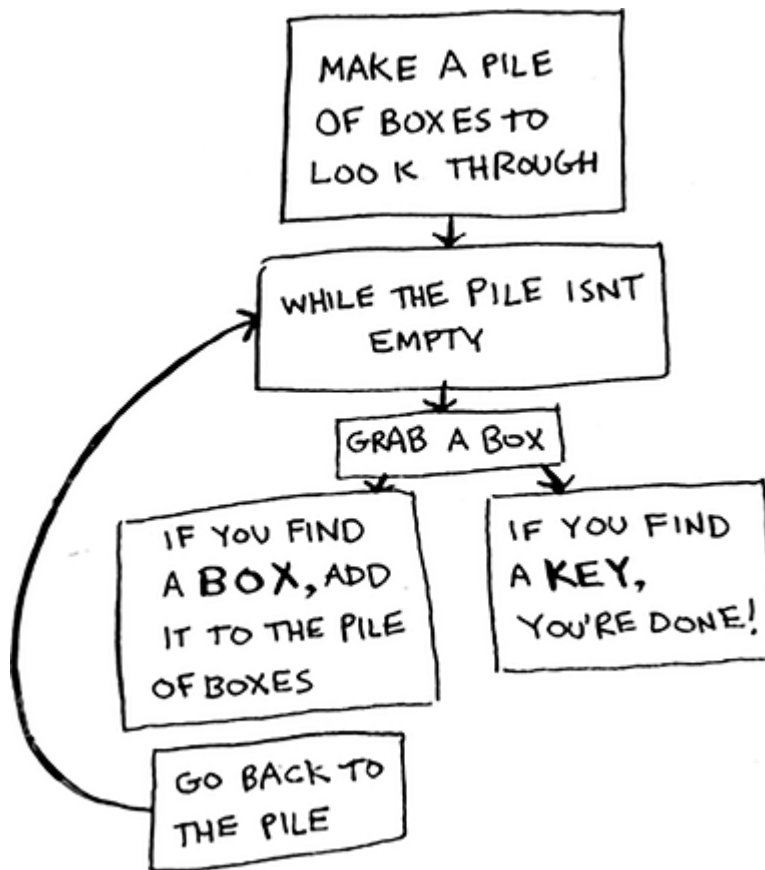 MAKE A PILE
OF BOXES TO
LOOK THROUGH
WHILE THE PILE ISNT
EMPTY
GRAB A BOX
IF YOU FIND
A BOX, ADD
IT TO THE PILE
OF BOXES
IF YOU FIND
A KEY,
YOU'RE DONE!
GO BACK TO
THE PILE